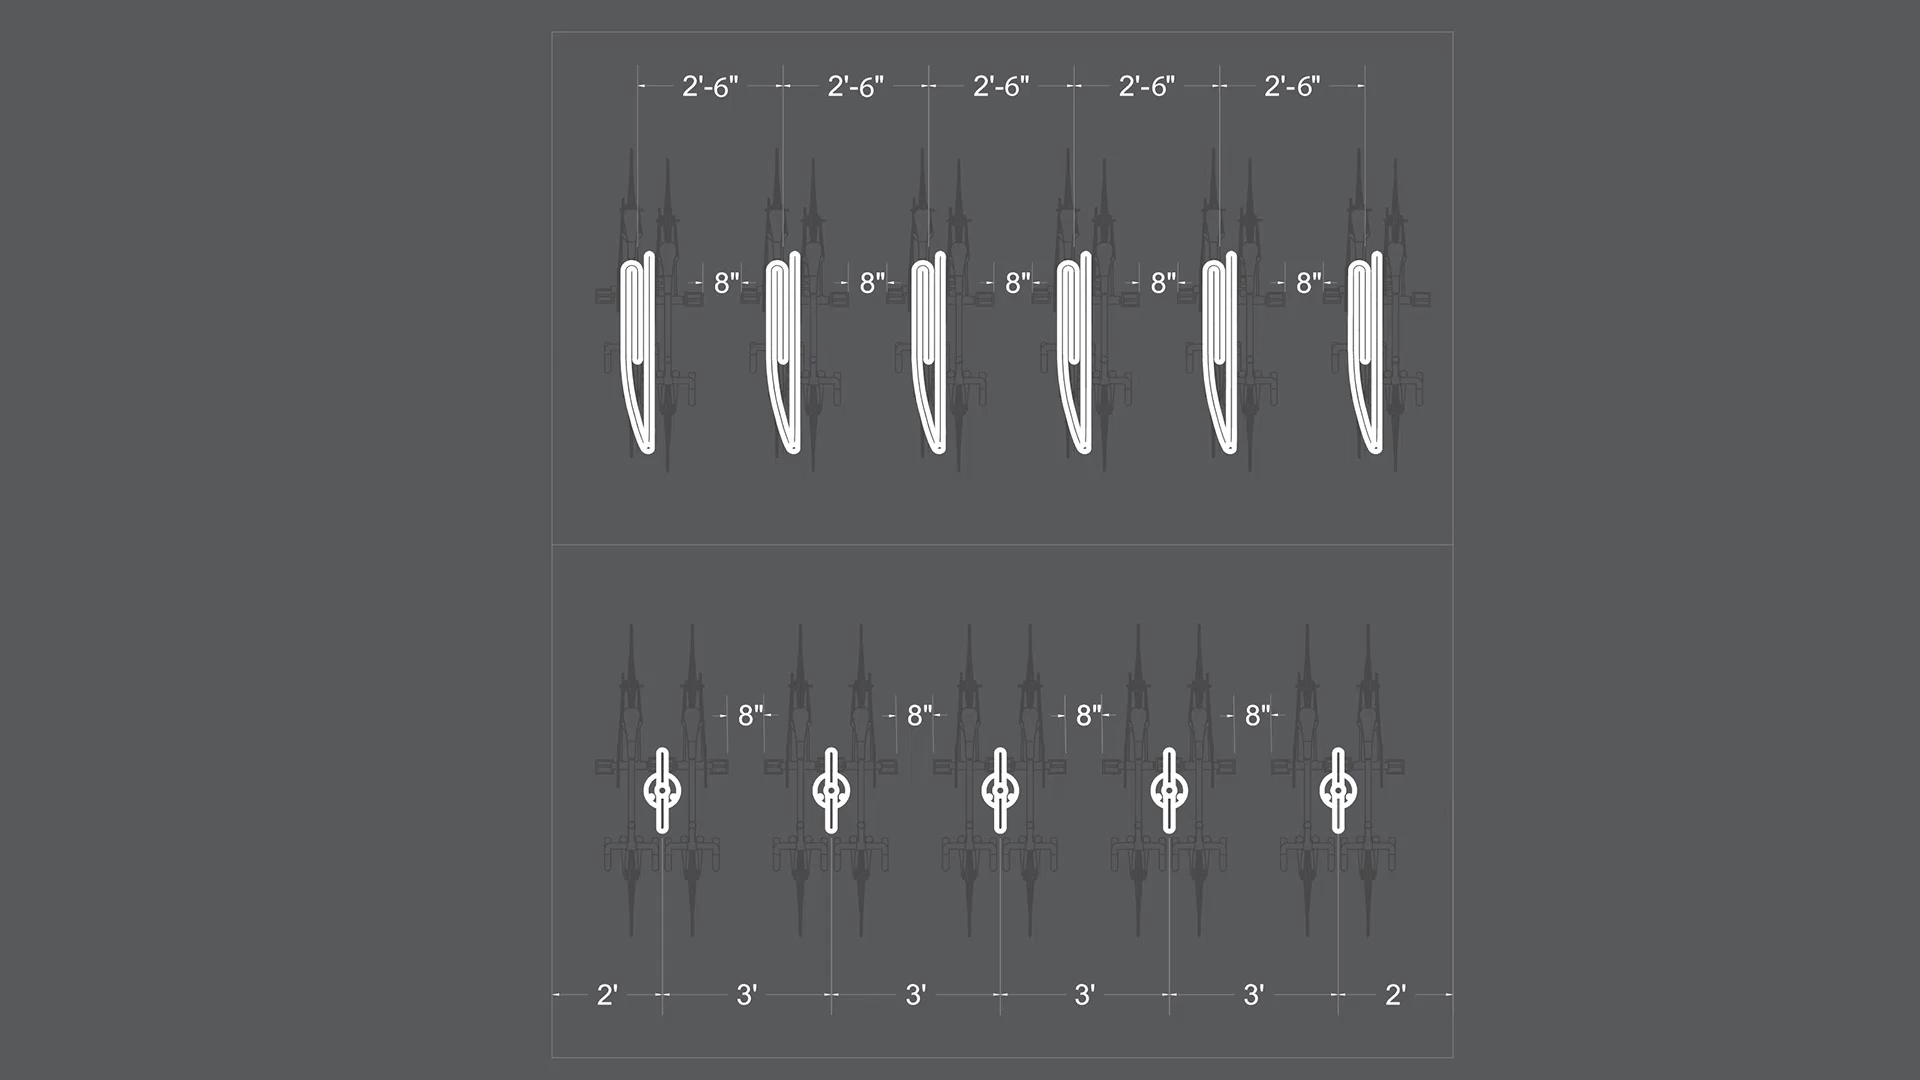 2'-6" 2'-6" 2'-6" 2'-6" 2'-6"
8" 8" 8" 8" 8"
8" 8" 8" 8"
2' 3' 3' 3' 3' 2'